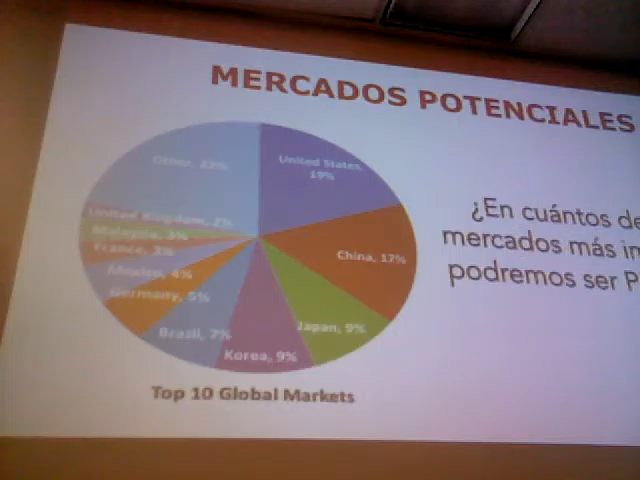 MERCADOS POTENCIALES
Other, 22%
United States,
19%
United Kingdom, 2%
Malaysia, 3%
France, 3%
Mexico, 4%
Germany, 5%
Brazil, 7%
Korea, 9%
Japan, 9%
China, 17%
Top 10 Global Markets
¿En cuántos de
mercados más im
podremos ser P